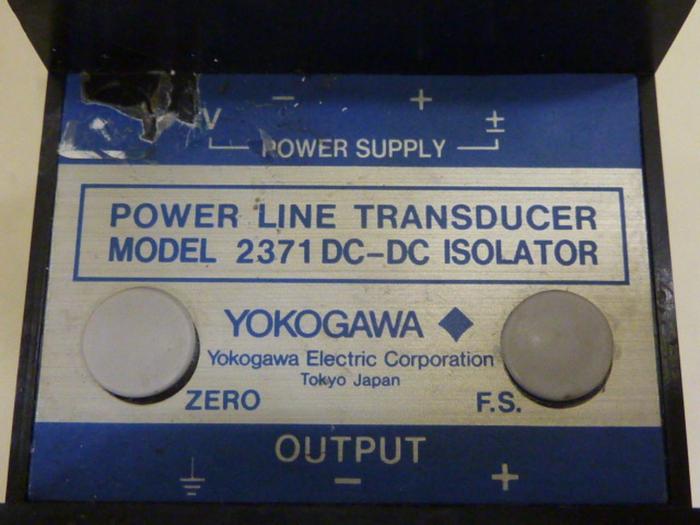 V − + ±
POWER SUPPLY
POWER LINE TRANSDUCER
MODEL 2371 DC-DC ISOLATOR
YOKOGAWA
Yokogawa Electric Corporation
Tokyo Japan
ZERO F.S.
OUTPUT
− +